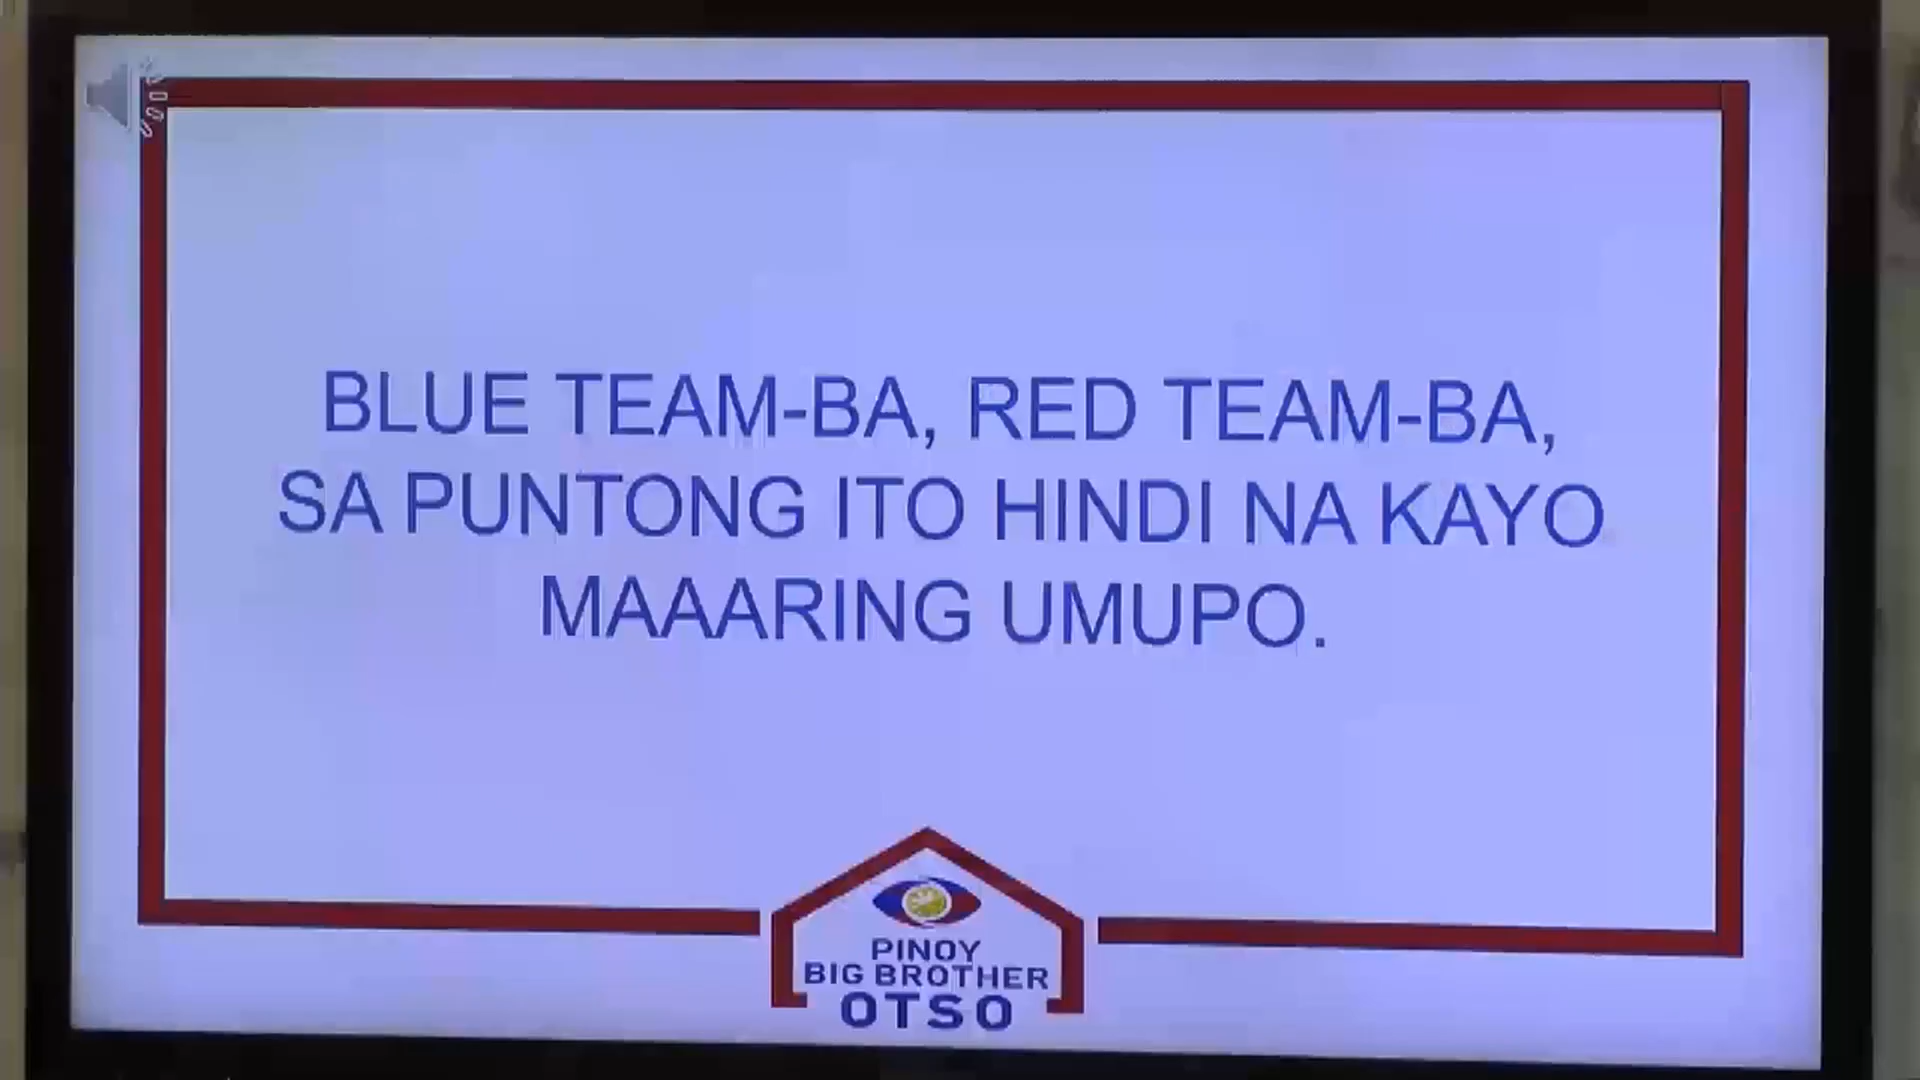 BLUE TEAM-BA, RED TEAM-BA,
SA PUNTONG ITO HINDI NA KAYO
MAAARING UMUPO.
PINOY
BIG BROTHER
OTSO